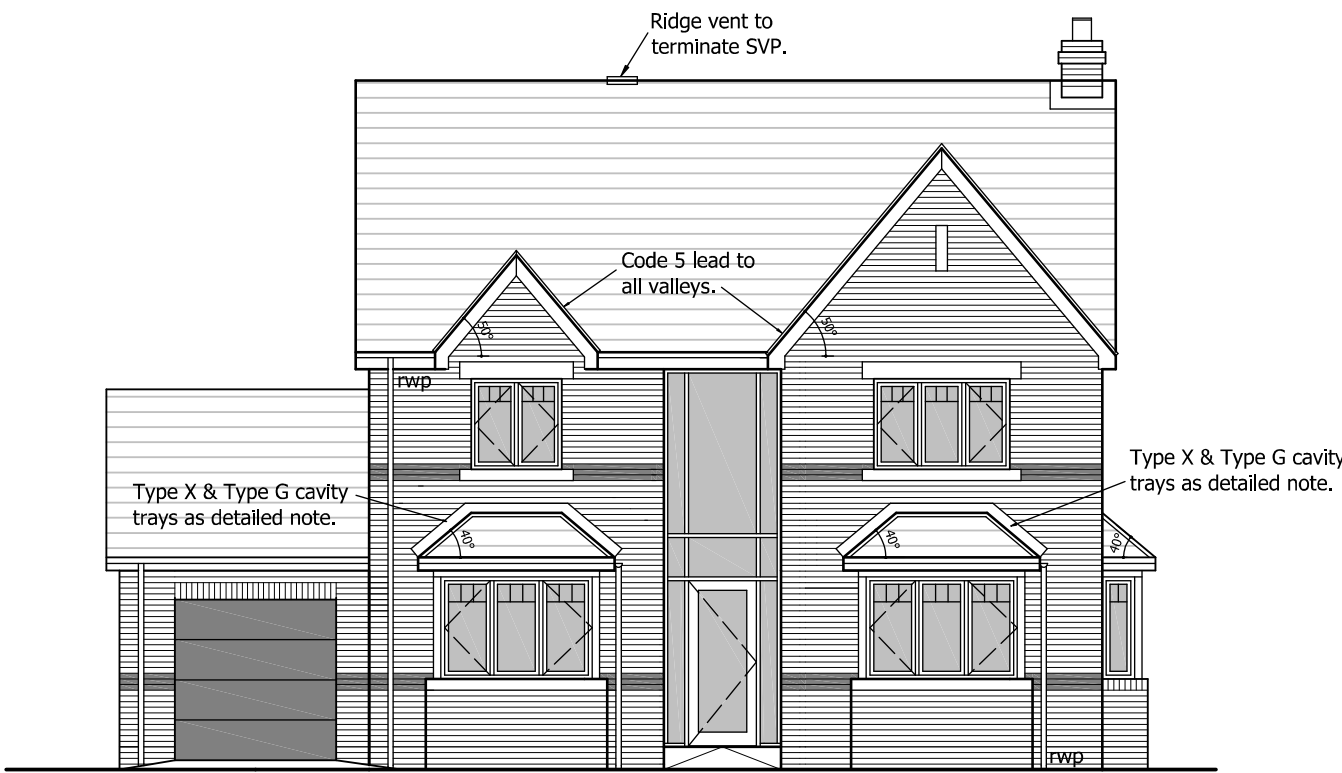 Ridge vent to
terminate SVP.
Code 5 lead to
all valleys.
50°
50°
rwp
Type X & Type G cavity
trays as detailed note.
Type X & Type G cavity
trays as detailed note.
40°
40°
40°
rwp